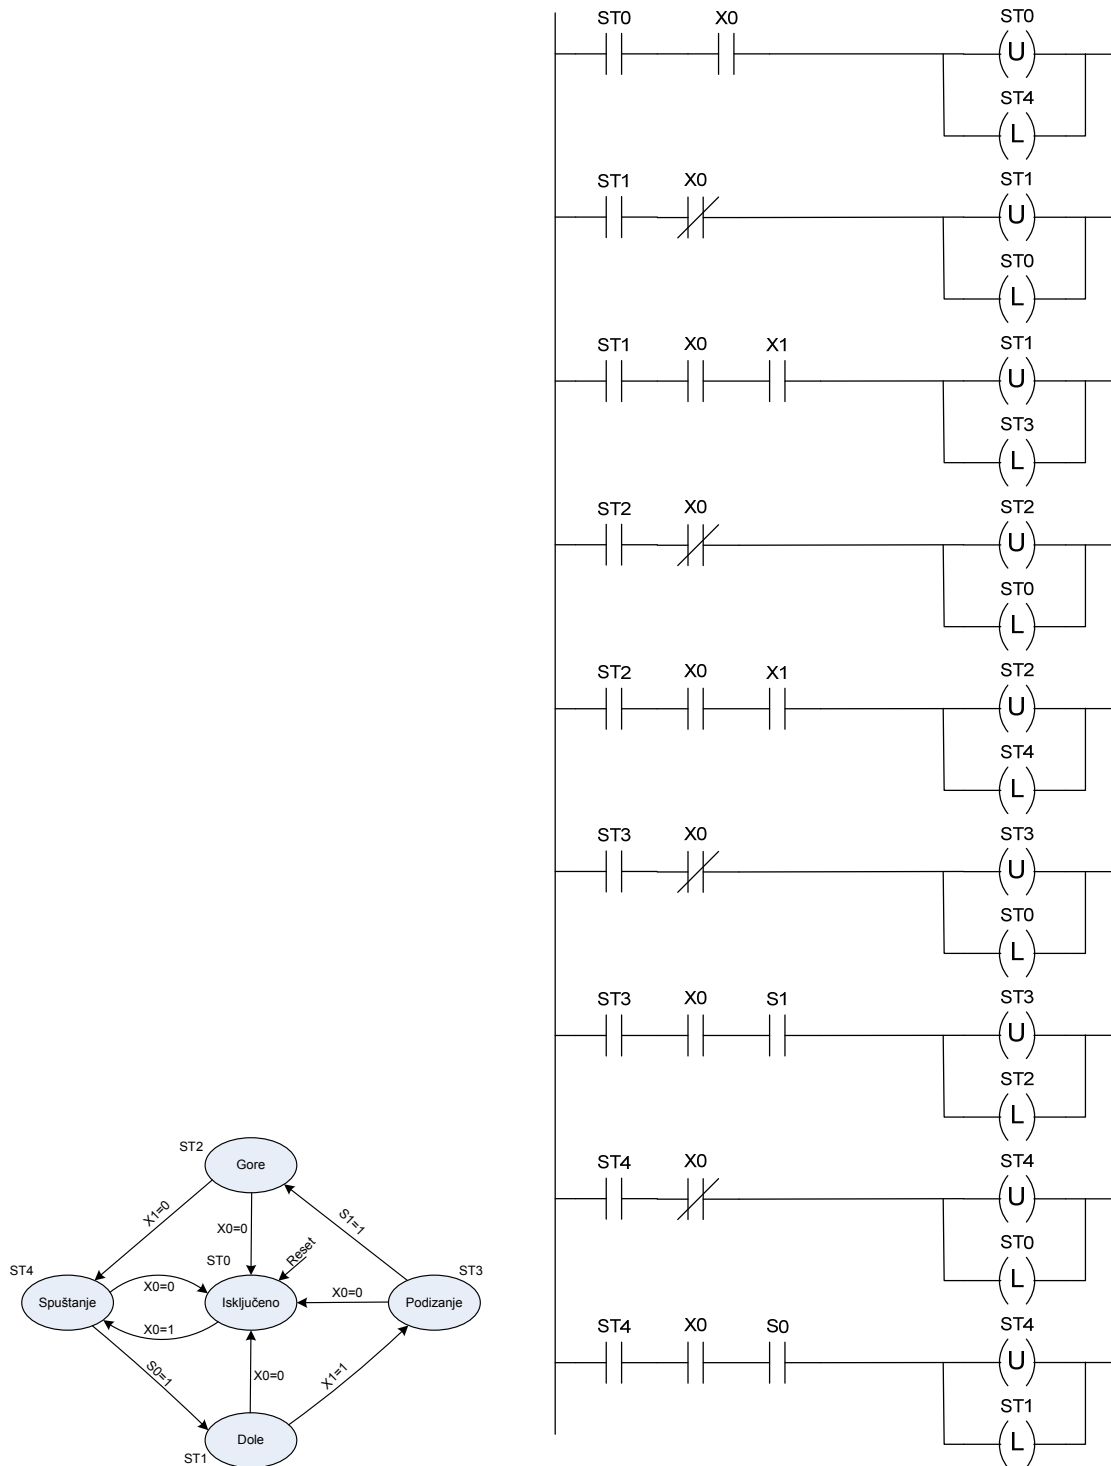 ST0 X0 ST0
U
ST4
L
ST1 X0 ST1
U
ST0
L
ST1 X0 X1 ST1
U
ST3
L
ST2 X0 ST2
U
ST0
L
ST2 X0 X1 ST2
U
ST4
L
ST3 X0 ST3
U
ST0
L
ST3 X0 S1 ST3
U
ST2
L
ST4 X0 ST4
U
ST0
L
ST4 X0 S0 ST4
U
ST1
L
ST2
Gore
X1=0
X0=0
S1=1
ST0
Reset
ST4
ST3
Spuštanje
X0=0
Isključeno
X0=0
Podizanje
X0=1
S0=1
X0=0
X1=1
Dole
ST1